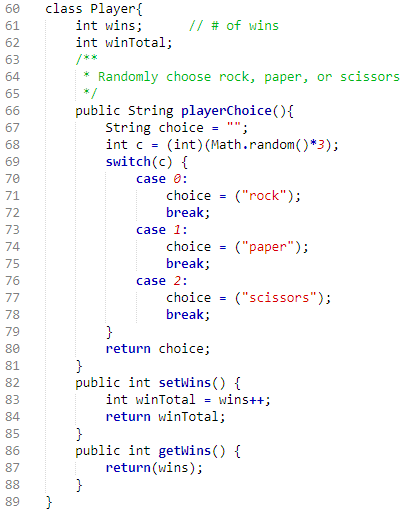 60 class Player{
61     int wins;      // # of wins
62     int winTotal;
63     /**
64      * Randomly choose rock, paper, or scissors
65      */
66     public String playerChoice(){
67         String choice = "";
68         int c = (int)(Math.random()*3);
69         switch(c) {
70             case 0:
71                 choice = ("rock");
72                 break;
73             case 1:
74                 choice = ("paper");
75                 break;
76             case 2:
77                 choice = ("scissors");
78                 break;
79         }
80         return choice;
81     }
82     public int setWins() {
83         int winTotal = wins++;
84         return winTotal;
85     }
86     public int getWins() {
87         return(wins);
88     }
89 }